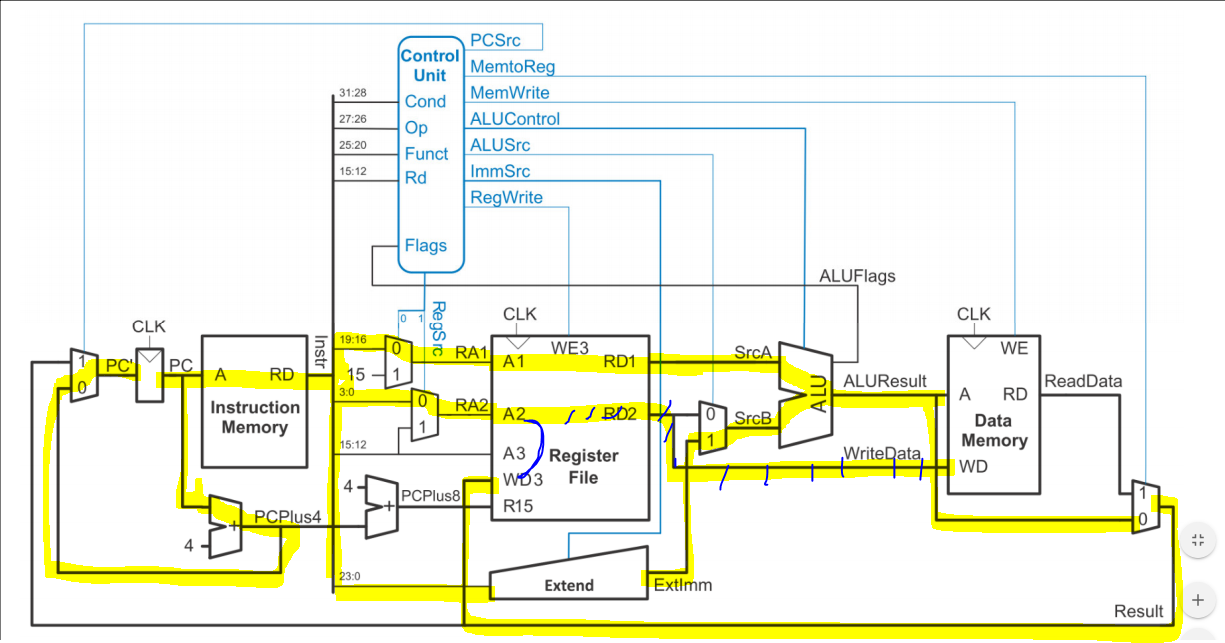 PCSrc
Control Unit
MemtoReg
31:28
Cond
MemWrite
27:26
Op
ALUControl
25:20
Funct
ALUSrc
15:12
Rd
ImmSrc
RegWrite
Flags
ALUFlags
RegSrc
0 1
CLK
CLK
CLK
1
0
PC'
PC
A RD
Instruction
Memory
Instr
19:16
15
0
1
RA1
A1
WE3
RD1
SrcA
ALU
ALUResult
WE
A RD
ReadData
3:0
0
1
RA2
A2
RD2
0
1
SrcB
Data
Memory
15:12
A3
Register
File
WriteData
WD
4
+
PCPlus8
WD3
R15
1
0
PCPlus4
+
4
23:0
Extend
ExtImm
Result
+